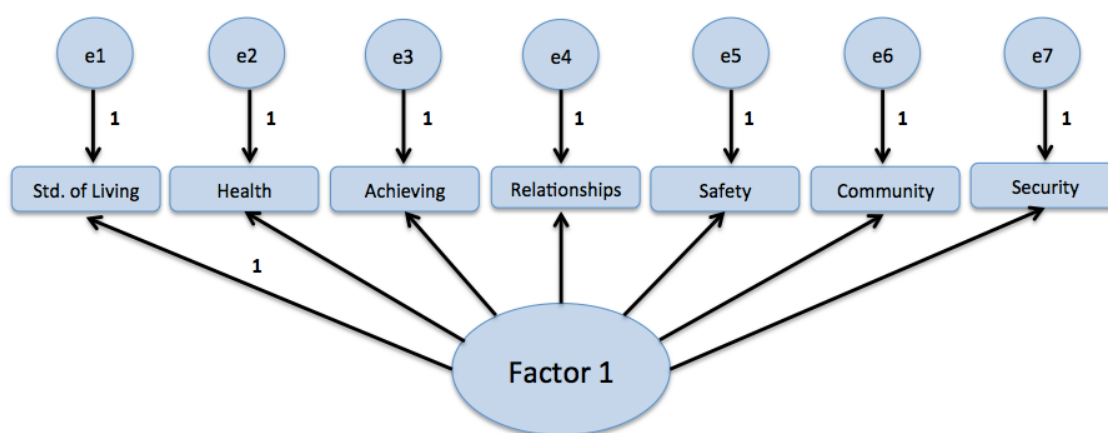 e1
e2
e3
e4
e5
e6
e7
1
1
1
1
1
1
1
Std. of Living
Health
Achieving
Relationships
Safety
Community
Security
1
Factor 1